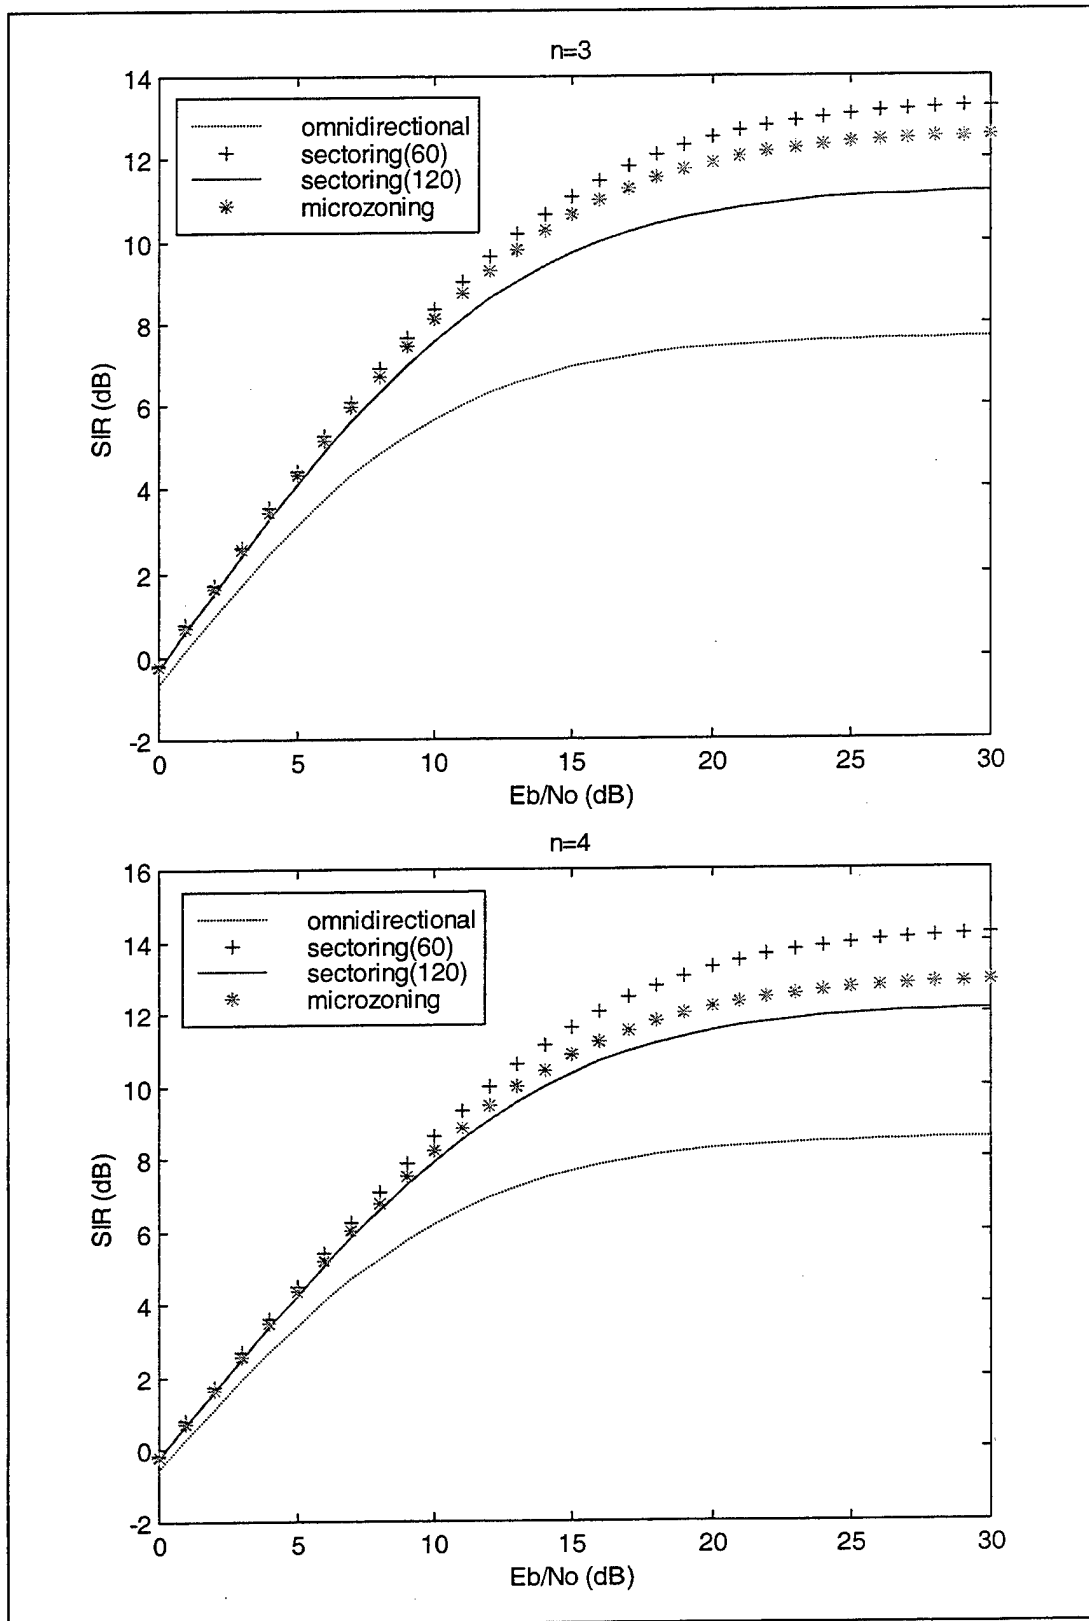 n=3
14
12
10
8
6
4
2
0
-2
omnidirectional
sectoring(60)
sectoring(120)
microzoning
SIR (dB)
0 5 10 15 20 25 30
Eb/No (dB)
n=4
16
14
12
10
8
6
4
2
0
-2
omnidirectional
sectoring(60)
sectoring(120)
microzoning
SIR (dB)
0 5 10 15 20 25 30
Eb/No (dB)